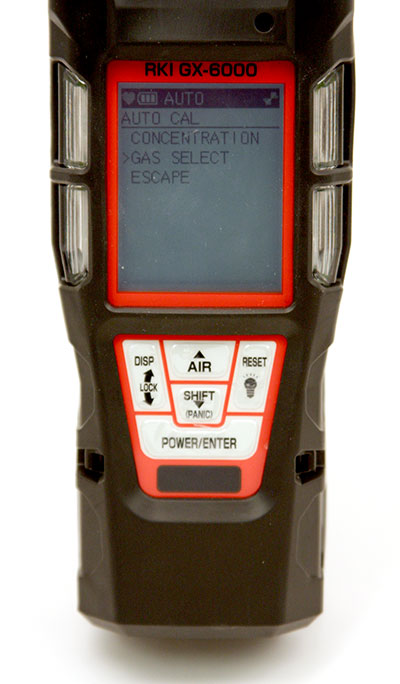 RKI GX-6000
AUTO
AUTO CAL
CONCENTRATION
>GAS SELECT
ESCAPE
DISP
LOCK
AIR
SHIFT
(PANIC)
RESET
POWER/ENTER